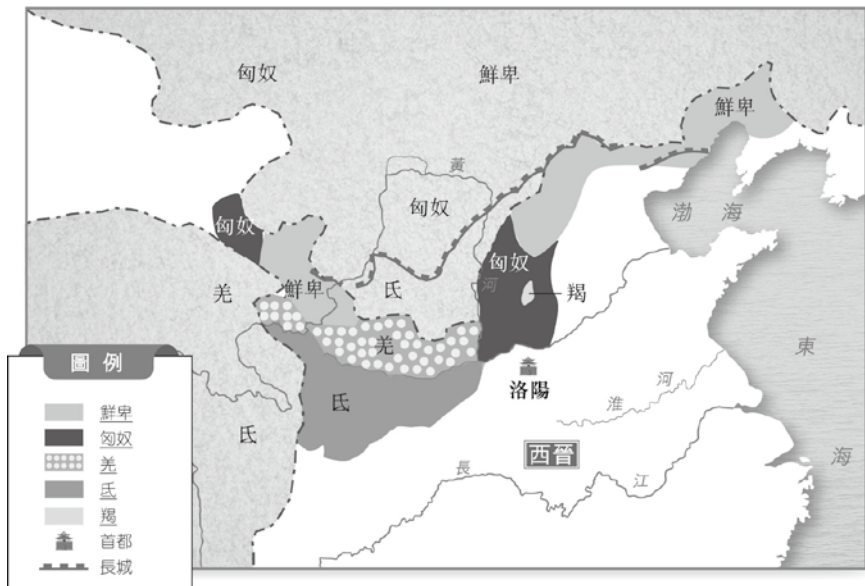 匈奴
鮮卑
鮮卑
黃
匈奴
渤海
匈奴
匈奴
河
羌
鮮卑
氐
羯
羌
東
洛陽
淮河
氐
氐
西晉
長江
海
圖例
鮮卑
匈奴
羌
氐
羯
首都
長城